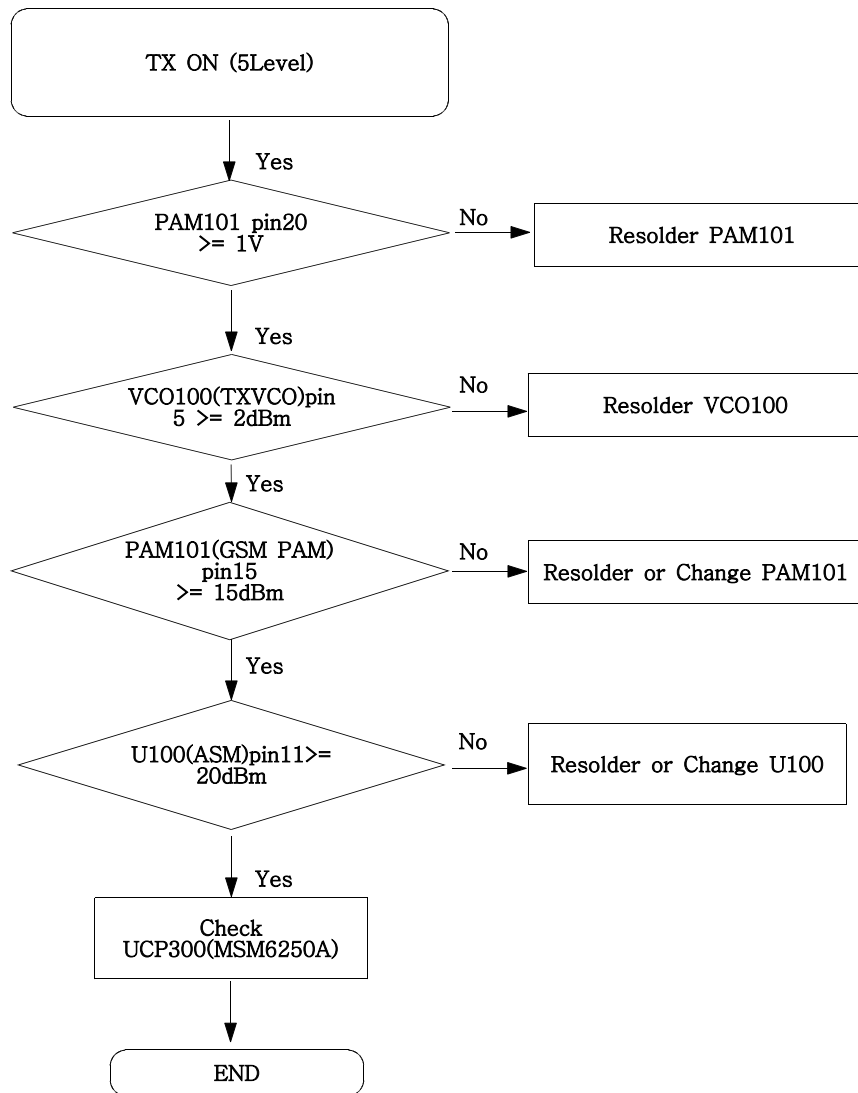 TX ON (5Level)
Yes
PAM101 pin20
>= 1V
No
Resolder PAM101
Yes
VCO100(TXVCO)pin
5 >= 2dBm
No
Resolder VCO100
Yes
PAM101(GSM PAM)
pin15
>= 15dBm
No
Resolder or Change PAM101
Yes
U100(ASM)pin11>=
20dBm
No
Resolder or Change U100
Yes
Check
UCP300(MSM6250A)
END